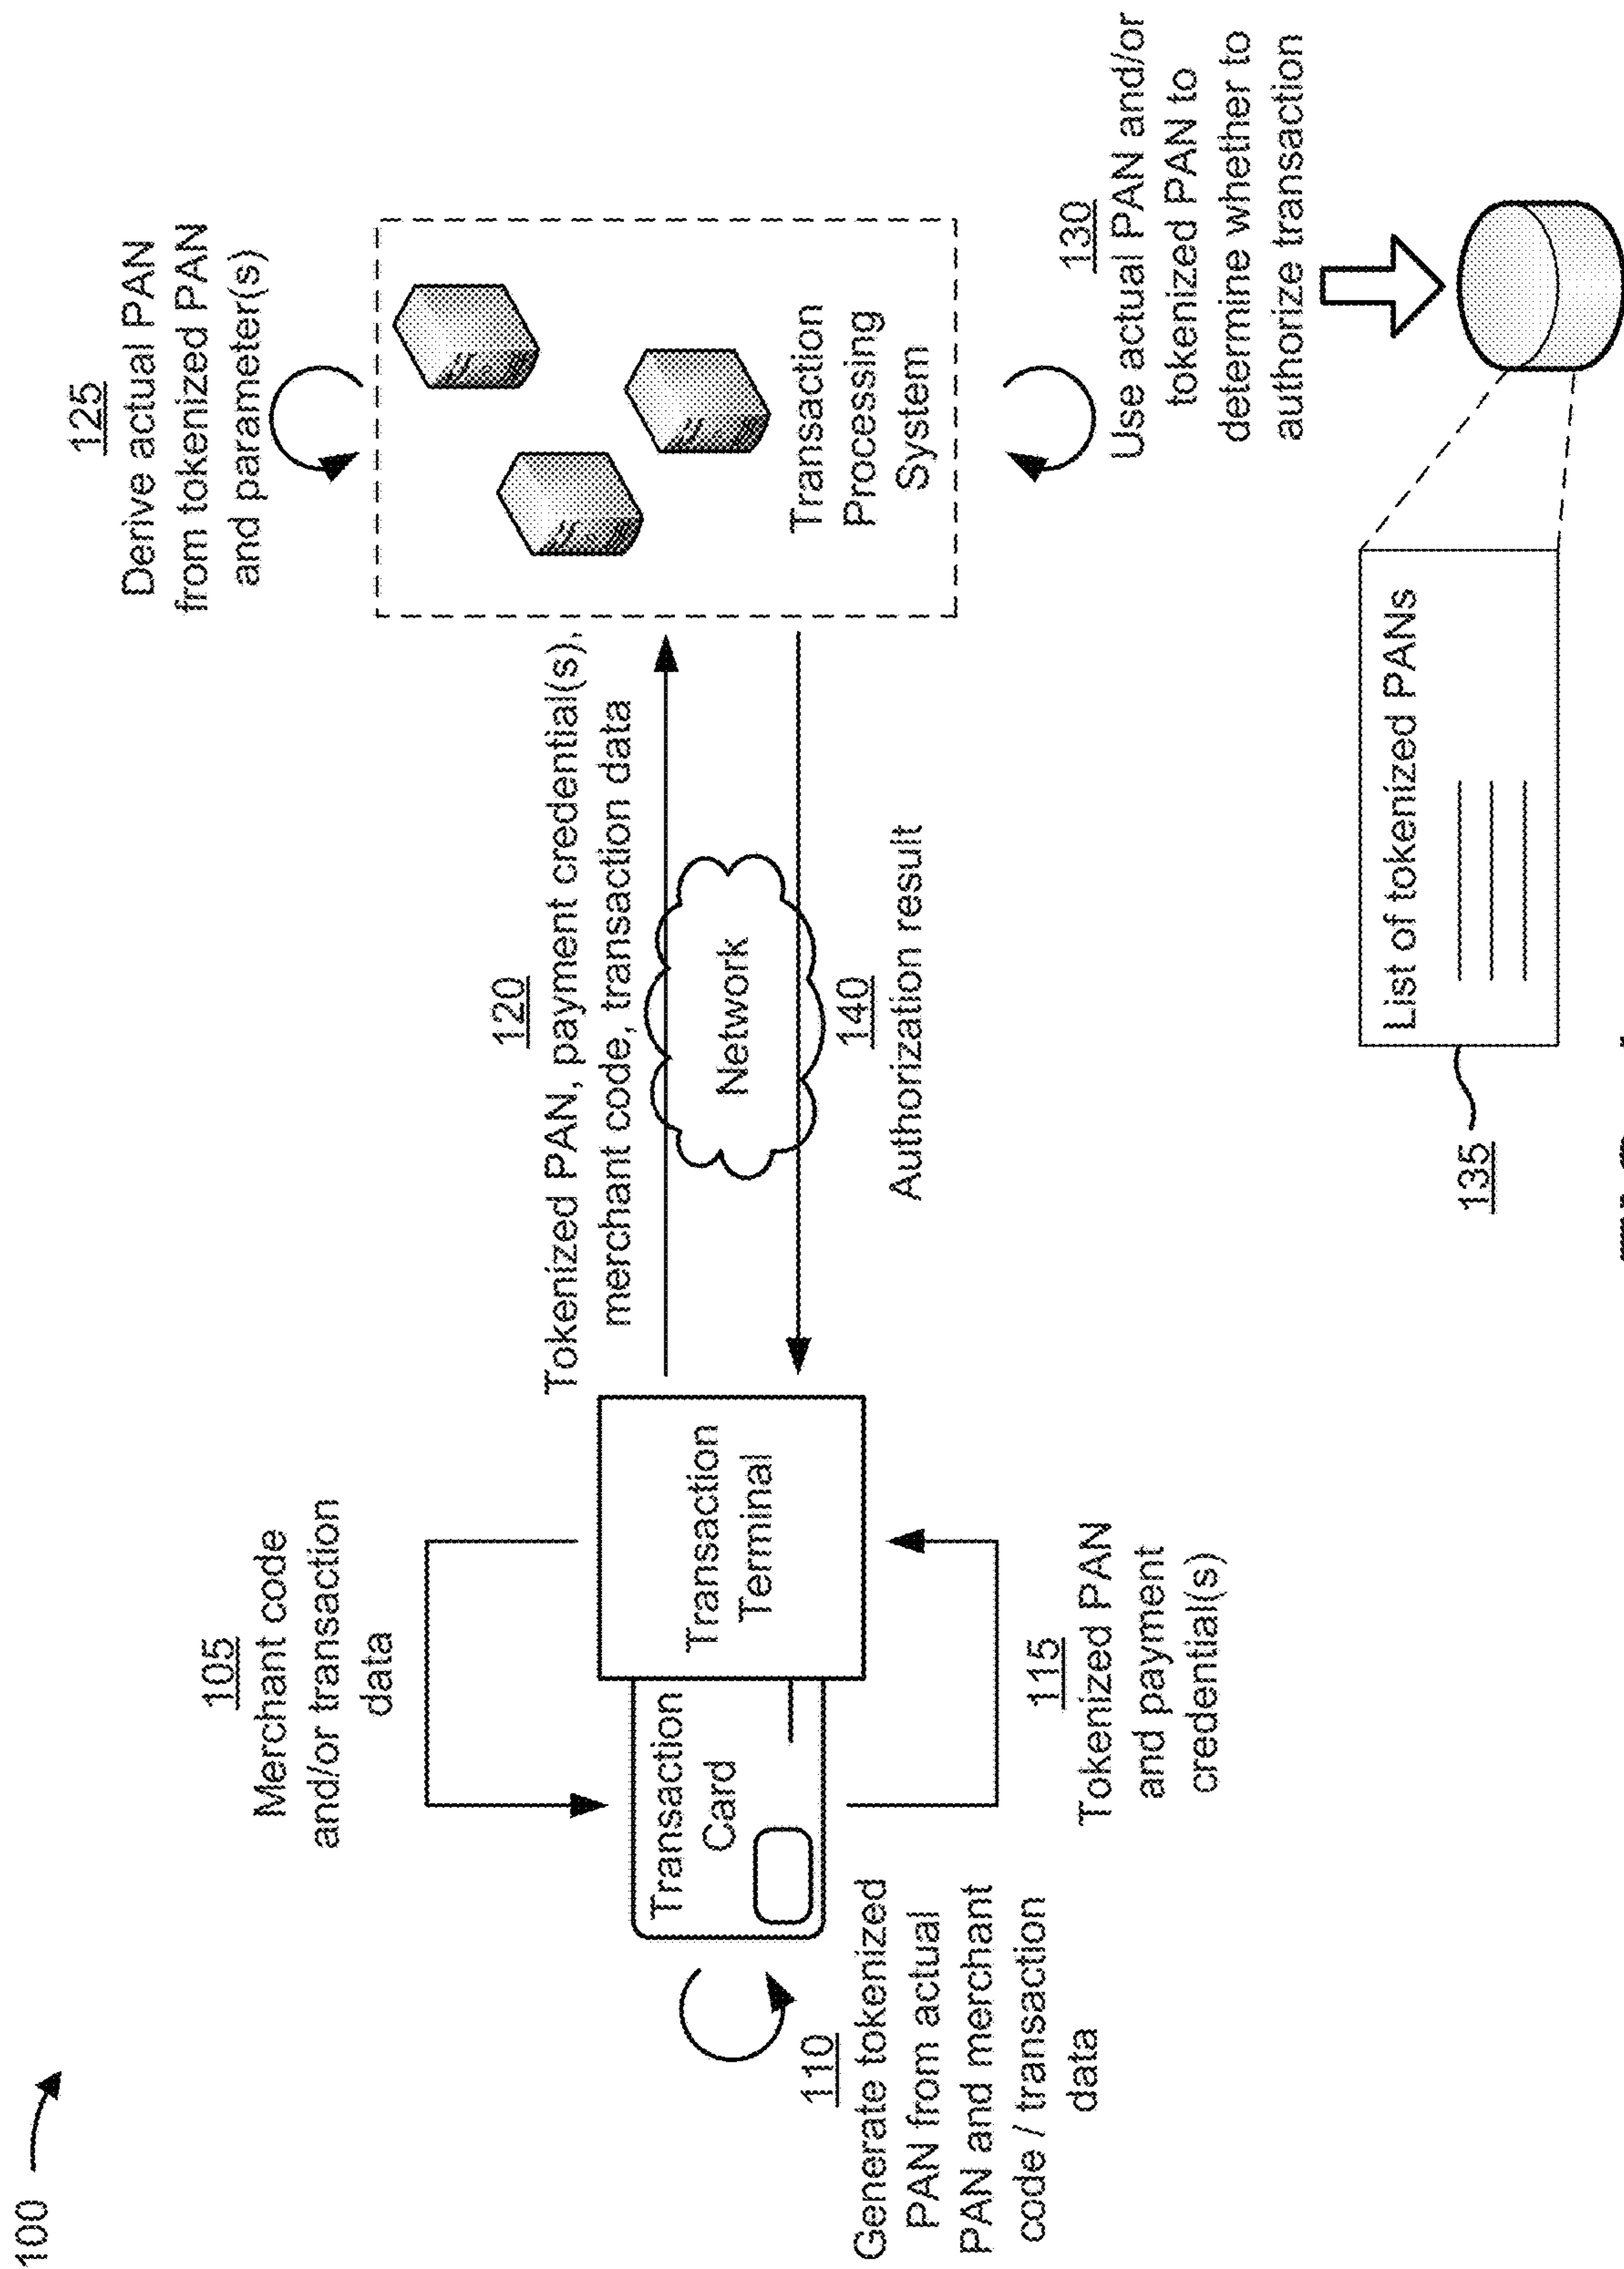 100
105
Merchant code
and/or transaction
data
Transaction
Card
Transaction
Terminal
110
Generate tokenized
PAN from actual
PAN and merchant
code / transaction
data
115
Tokenized PAN
and payment
credential(s)
120
Tokenized PAN, payment credential(s),
merchant code, transaction data
Network
140
Authorization result
125
Derive actual PAN
from tokenized PAN
and parameter(s)
Transaction
Processing
System
130
Use actual PAN and/or
tokenized PAN to
determine whether to
authorize transaction
135
List of tokenized PANs